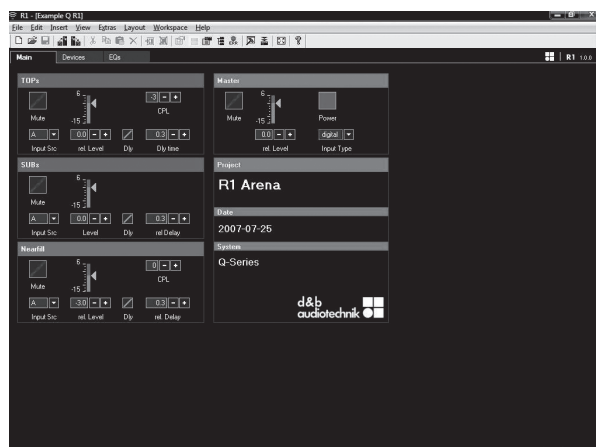 R1 - [Example Q R1]
File Edit Insert View Extras Layout Workspace Help
Main Devices EQs
R1 1.0.0
TOPs
6
-15
Mute
-3 - +
CPL
A 0.0 - + 0.3 - +
Input Src rel. Level Dly Dly time
SUBs
6
-15
Mute
A 0.0 - + 0.3 - +
Input Src Level Dly rel Delay
Nearfill
6
-15
Mute
0 - +
CPL
A -3.0 - + 0.3 - +
Input Src rel. Level Dly rel. Delay
Master
6
-15
Mute Power
0.0 - + digital
rel. Level Input Type
Project
R1 Arena
Date
2007-07-25
System
Q-Series
d&b
audiotechnik